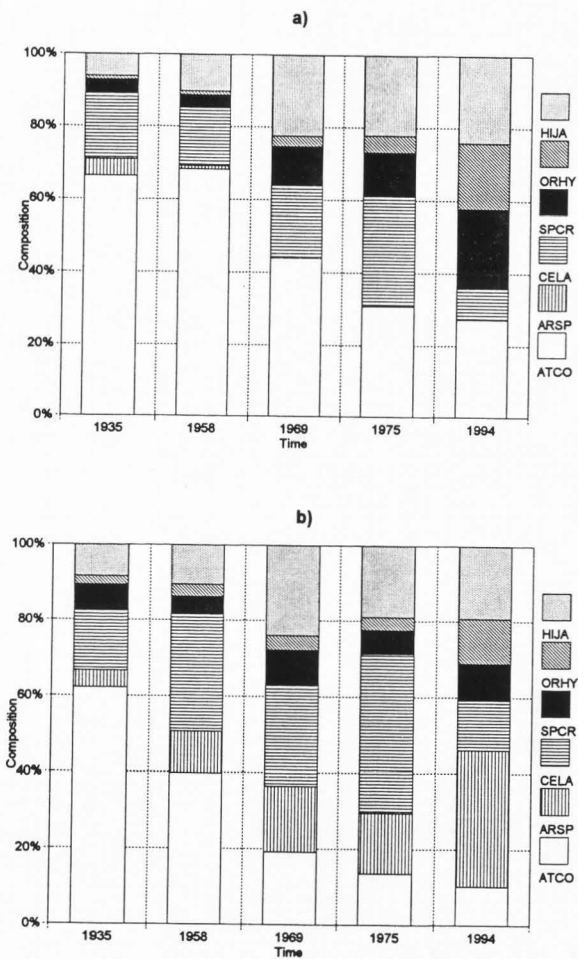 a)
100%
80%
60%
40%
20%
0%
Composition
1935
1958
1969
1975
1994
Time
HIJA
ORHY
SPCR
CELA
ARSP
ATCO
b)
100%
80%
60%
40%
20%
0%
Composition
1935
1958
1969
1975
1994
Time
HIJA
ORHY
SPCR
CELA
ARSP
ATCO